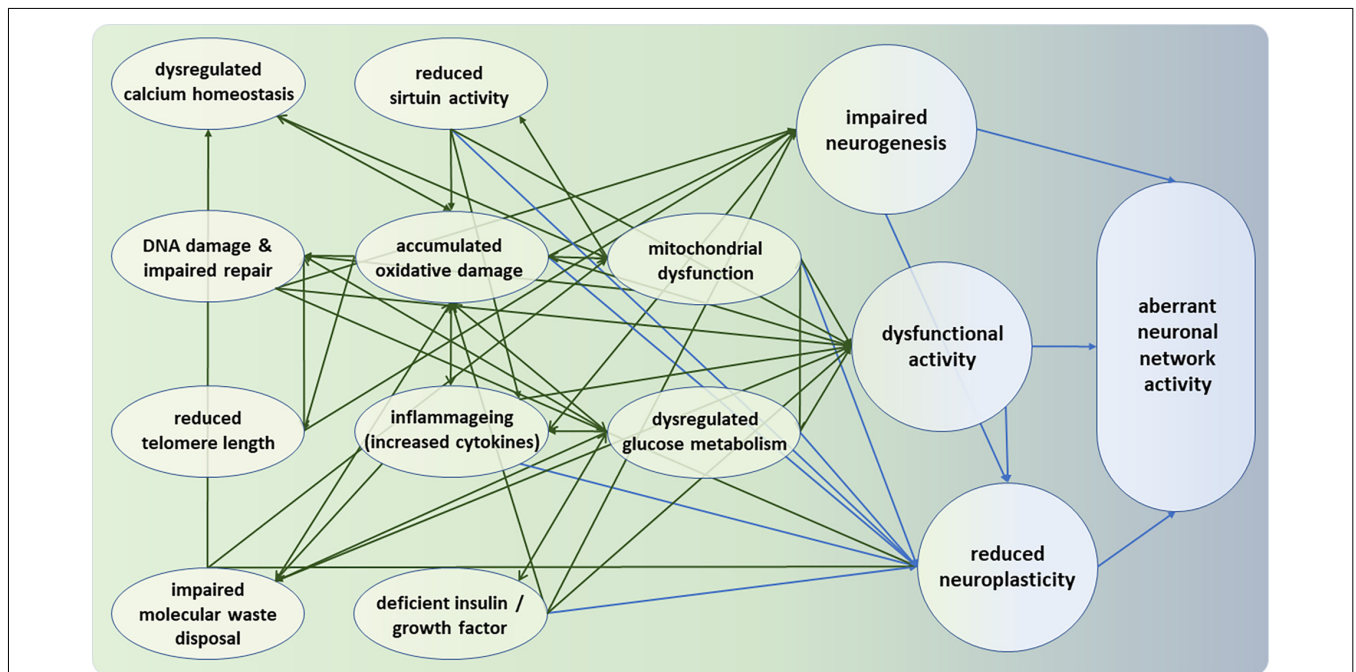 dysregulated
calcium homeostasis
reduced
sirtuin activity
impaired
neurogenesis
DNA damage &
impaired repair
accumulated
oxidative damage
mitochondrial
dysfunction
dysfunctional
activity
aberrant
neuronal
network
activity
reduced
telomere length
inflammageing
(increased cytokines)
dysregulated
glucose metabolism
impaired
molecular waste
disposal
deficient insulin /
growth factor
reduced
neuroplasticity